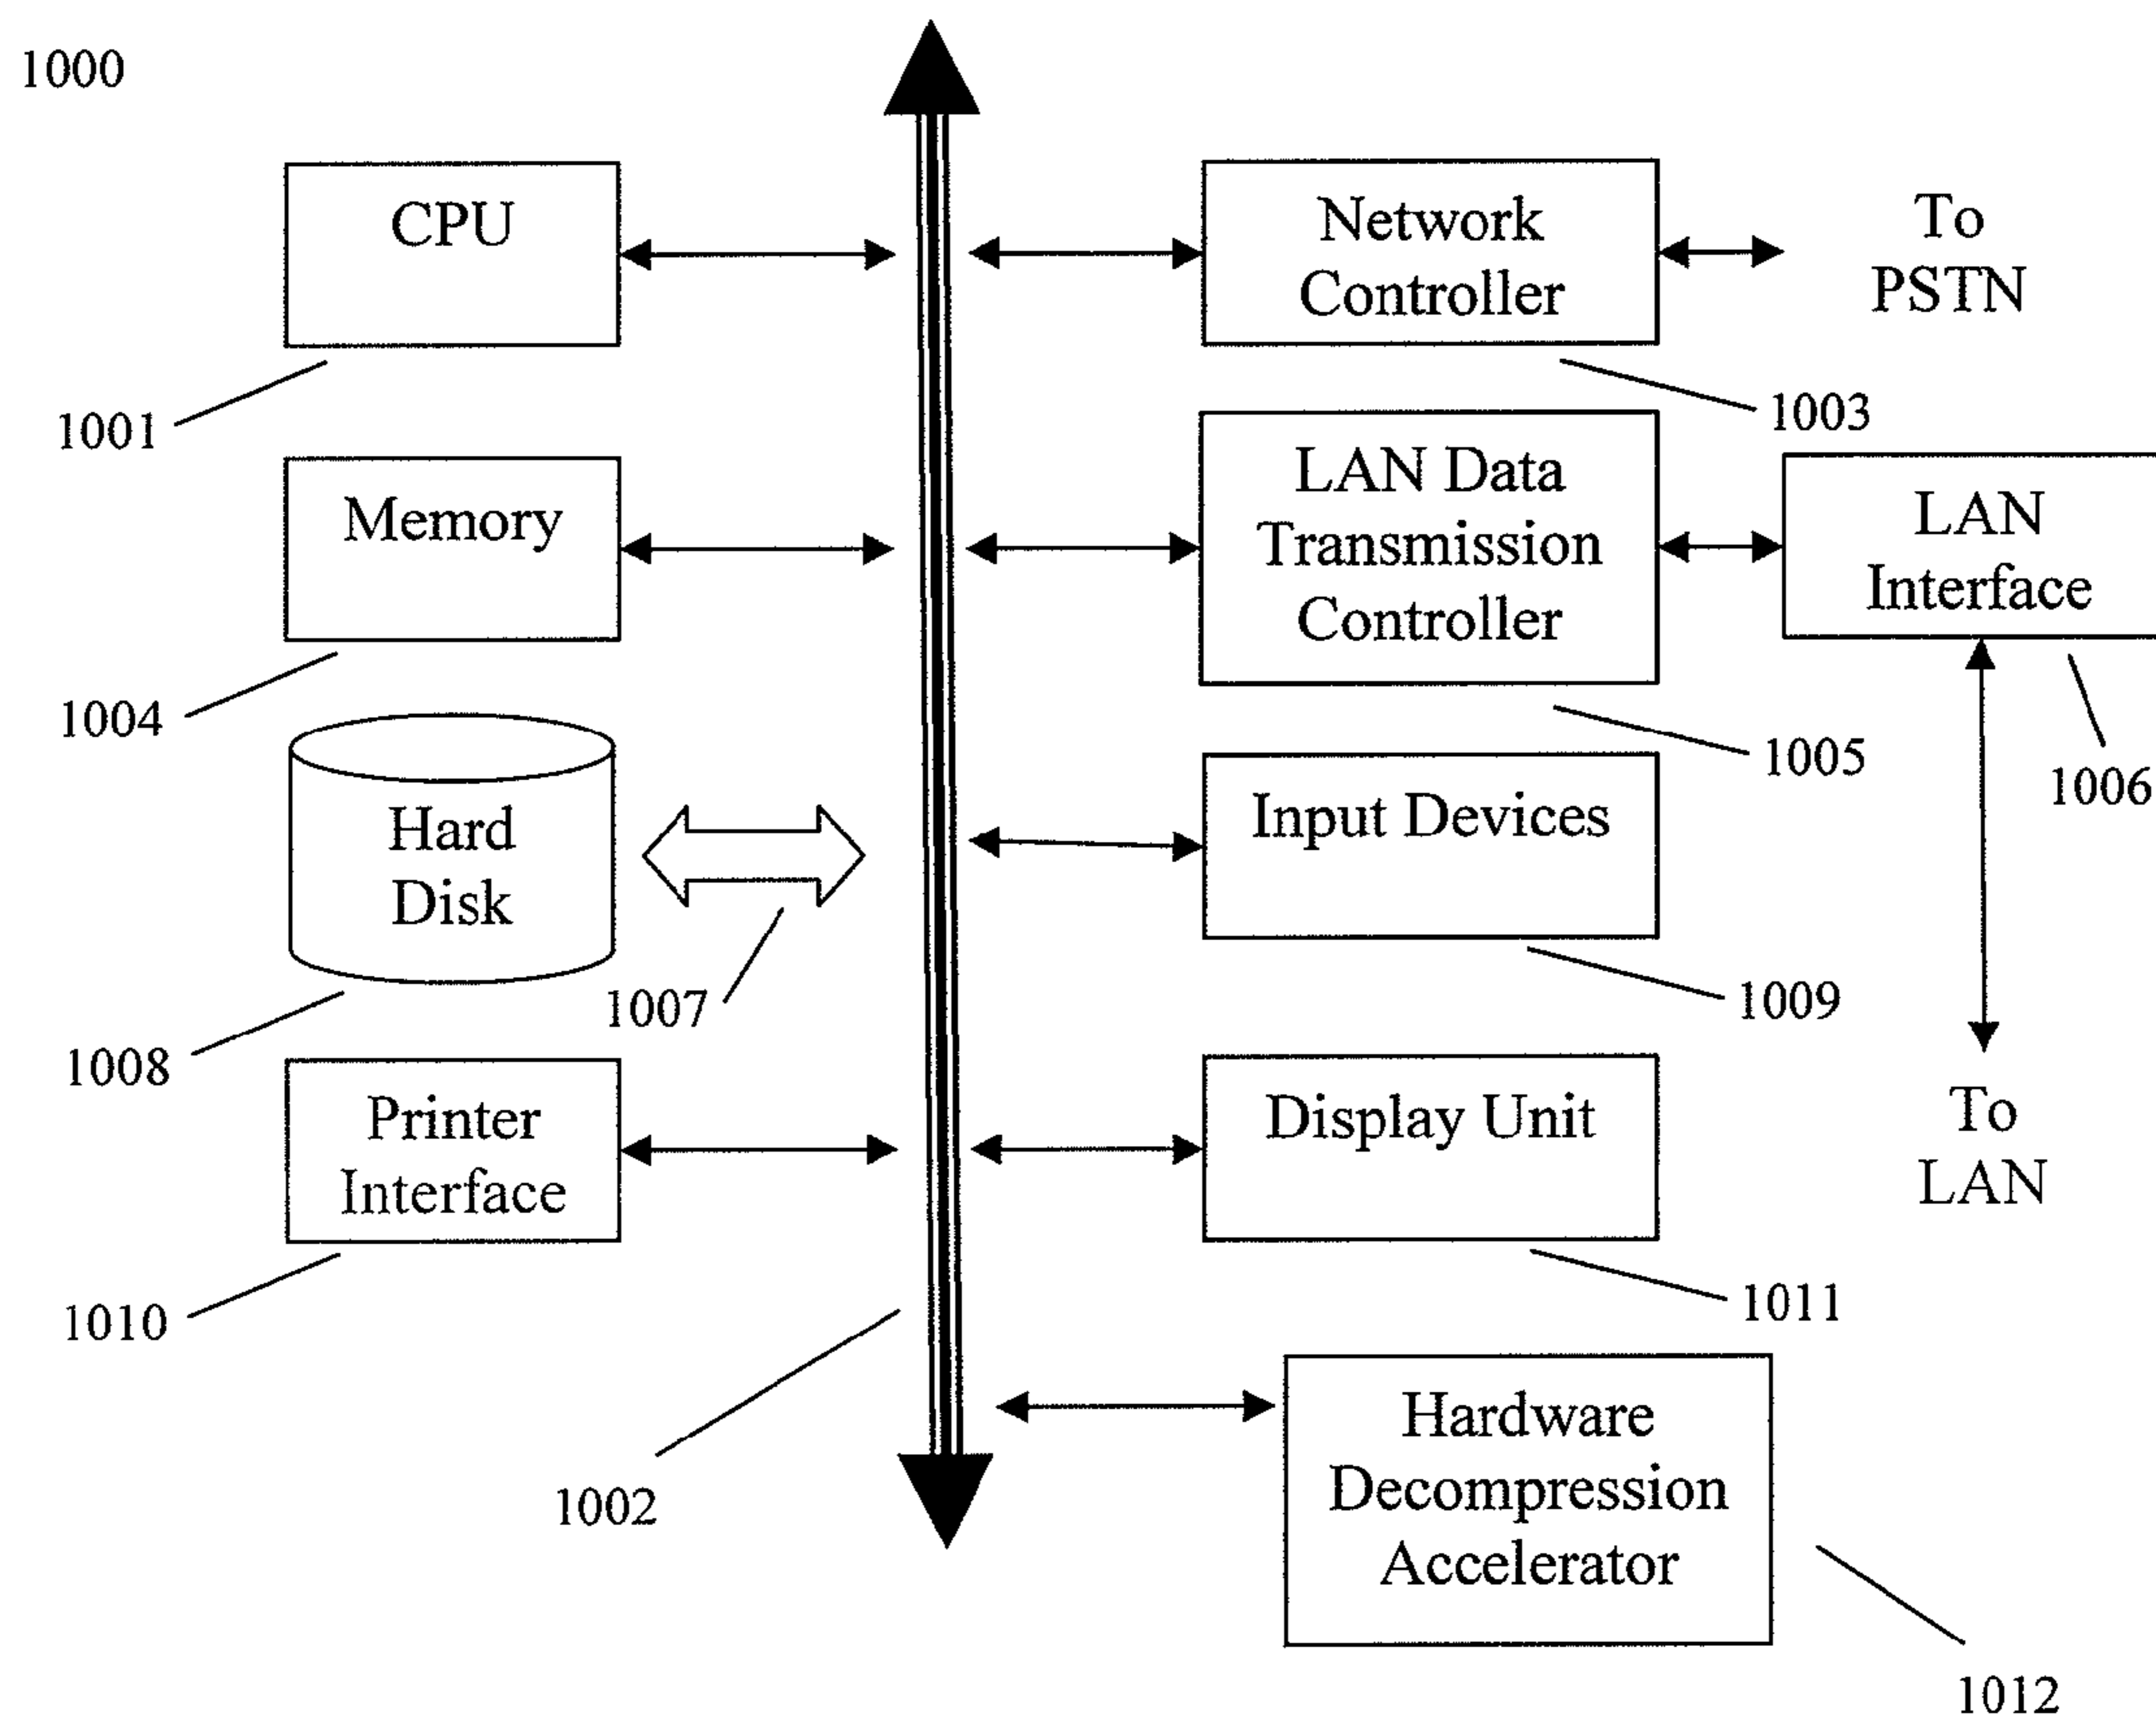 1000
CPU
Network
Controller
To
PSTN
1001
1003
Memory
LAN Data
Transmission
Controller
LAN
Interface
1004
1005
1006
Hard
Disk
Input Devices
1007
1008
1009
Printer
Interface
Display Unit
To
LAN
1010
1011
1002
Hardware
Decompression
Accelerator
1012